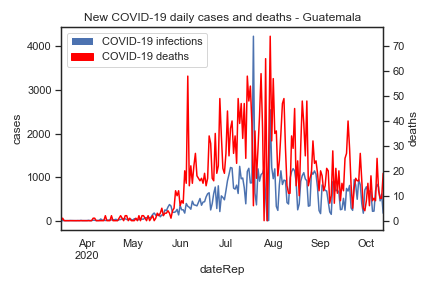 New COVID-19 daily cases and deaths - Guatemala
COVID-19 infections
COVID-19 deaths
4000
3000
2000
1000
0
cases
70
60
50
40
30
20
10
0
deaths
Apr
2020
May
Jun
Jul
Aug
Sep
Oct
dateRep